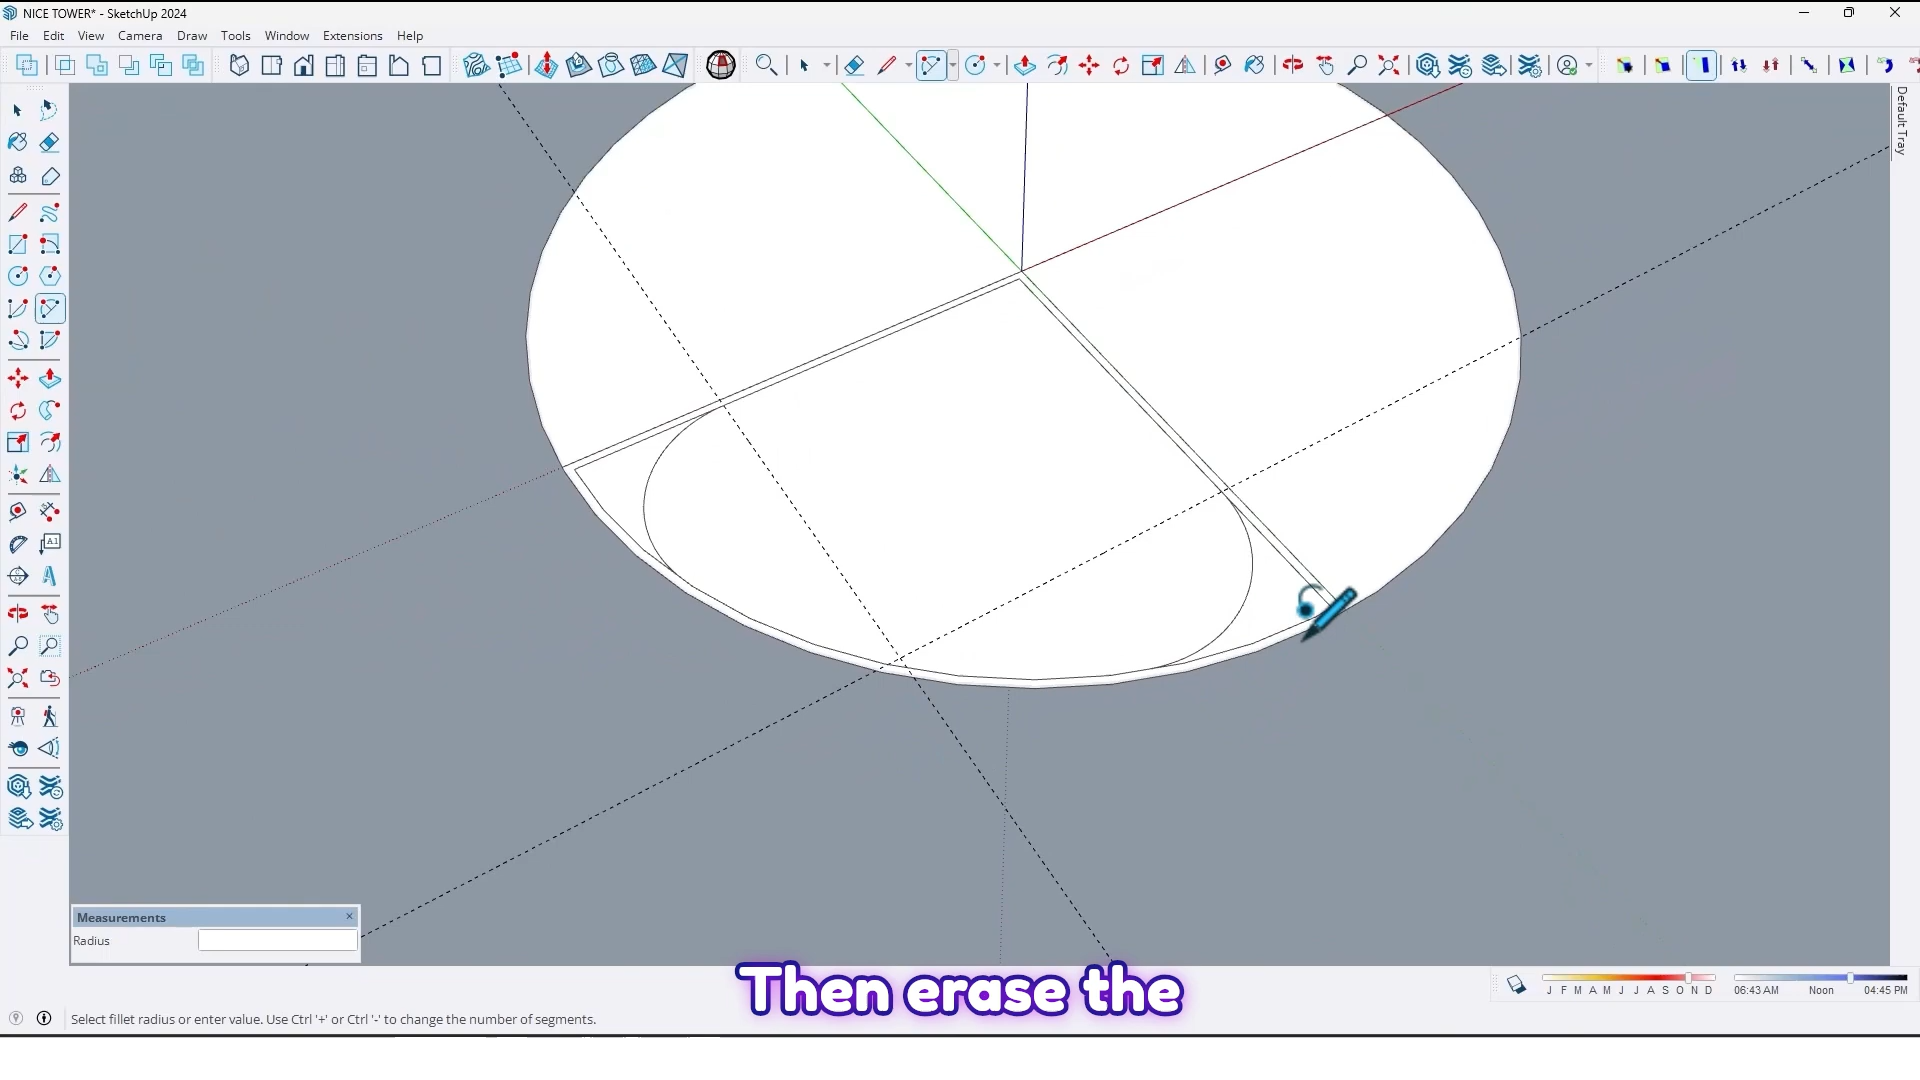 NICE TOWER* - SketchUp 2024
File Edit View Camera Draw Tools Window Extensions Help
Default Tray
A1
A
Measurements ×
Radius
Then erase the
J F M A M J J A S O N D
06:43 AM Noon 04:45 PM
Select fillet radius or enter value. Use Ctrl '+' or Ctrl '-' to change the number of segments.